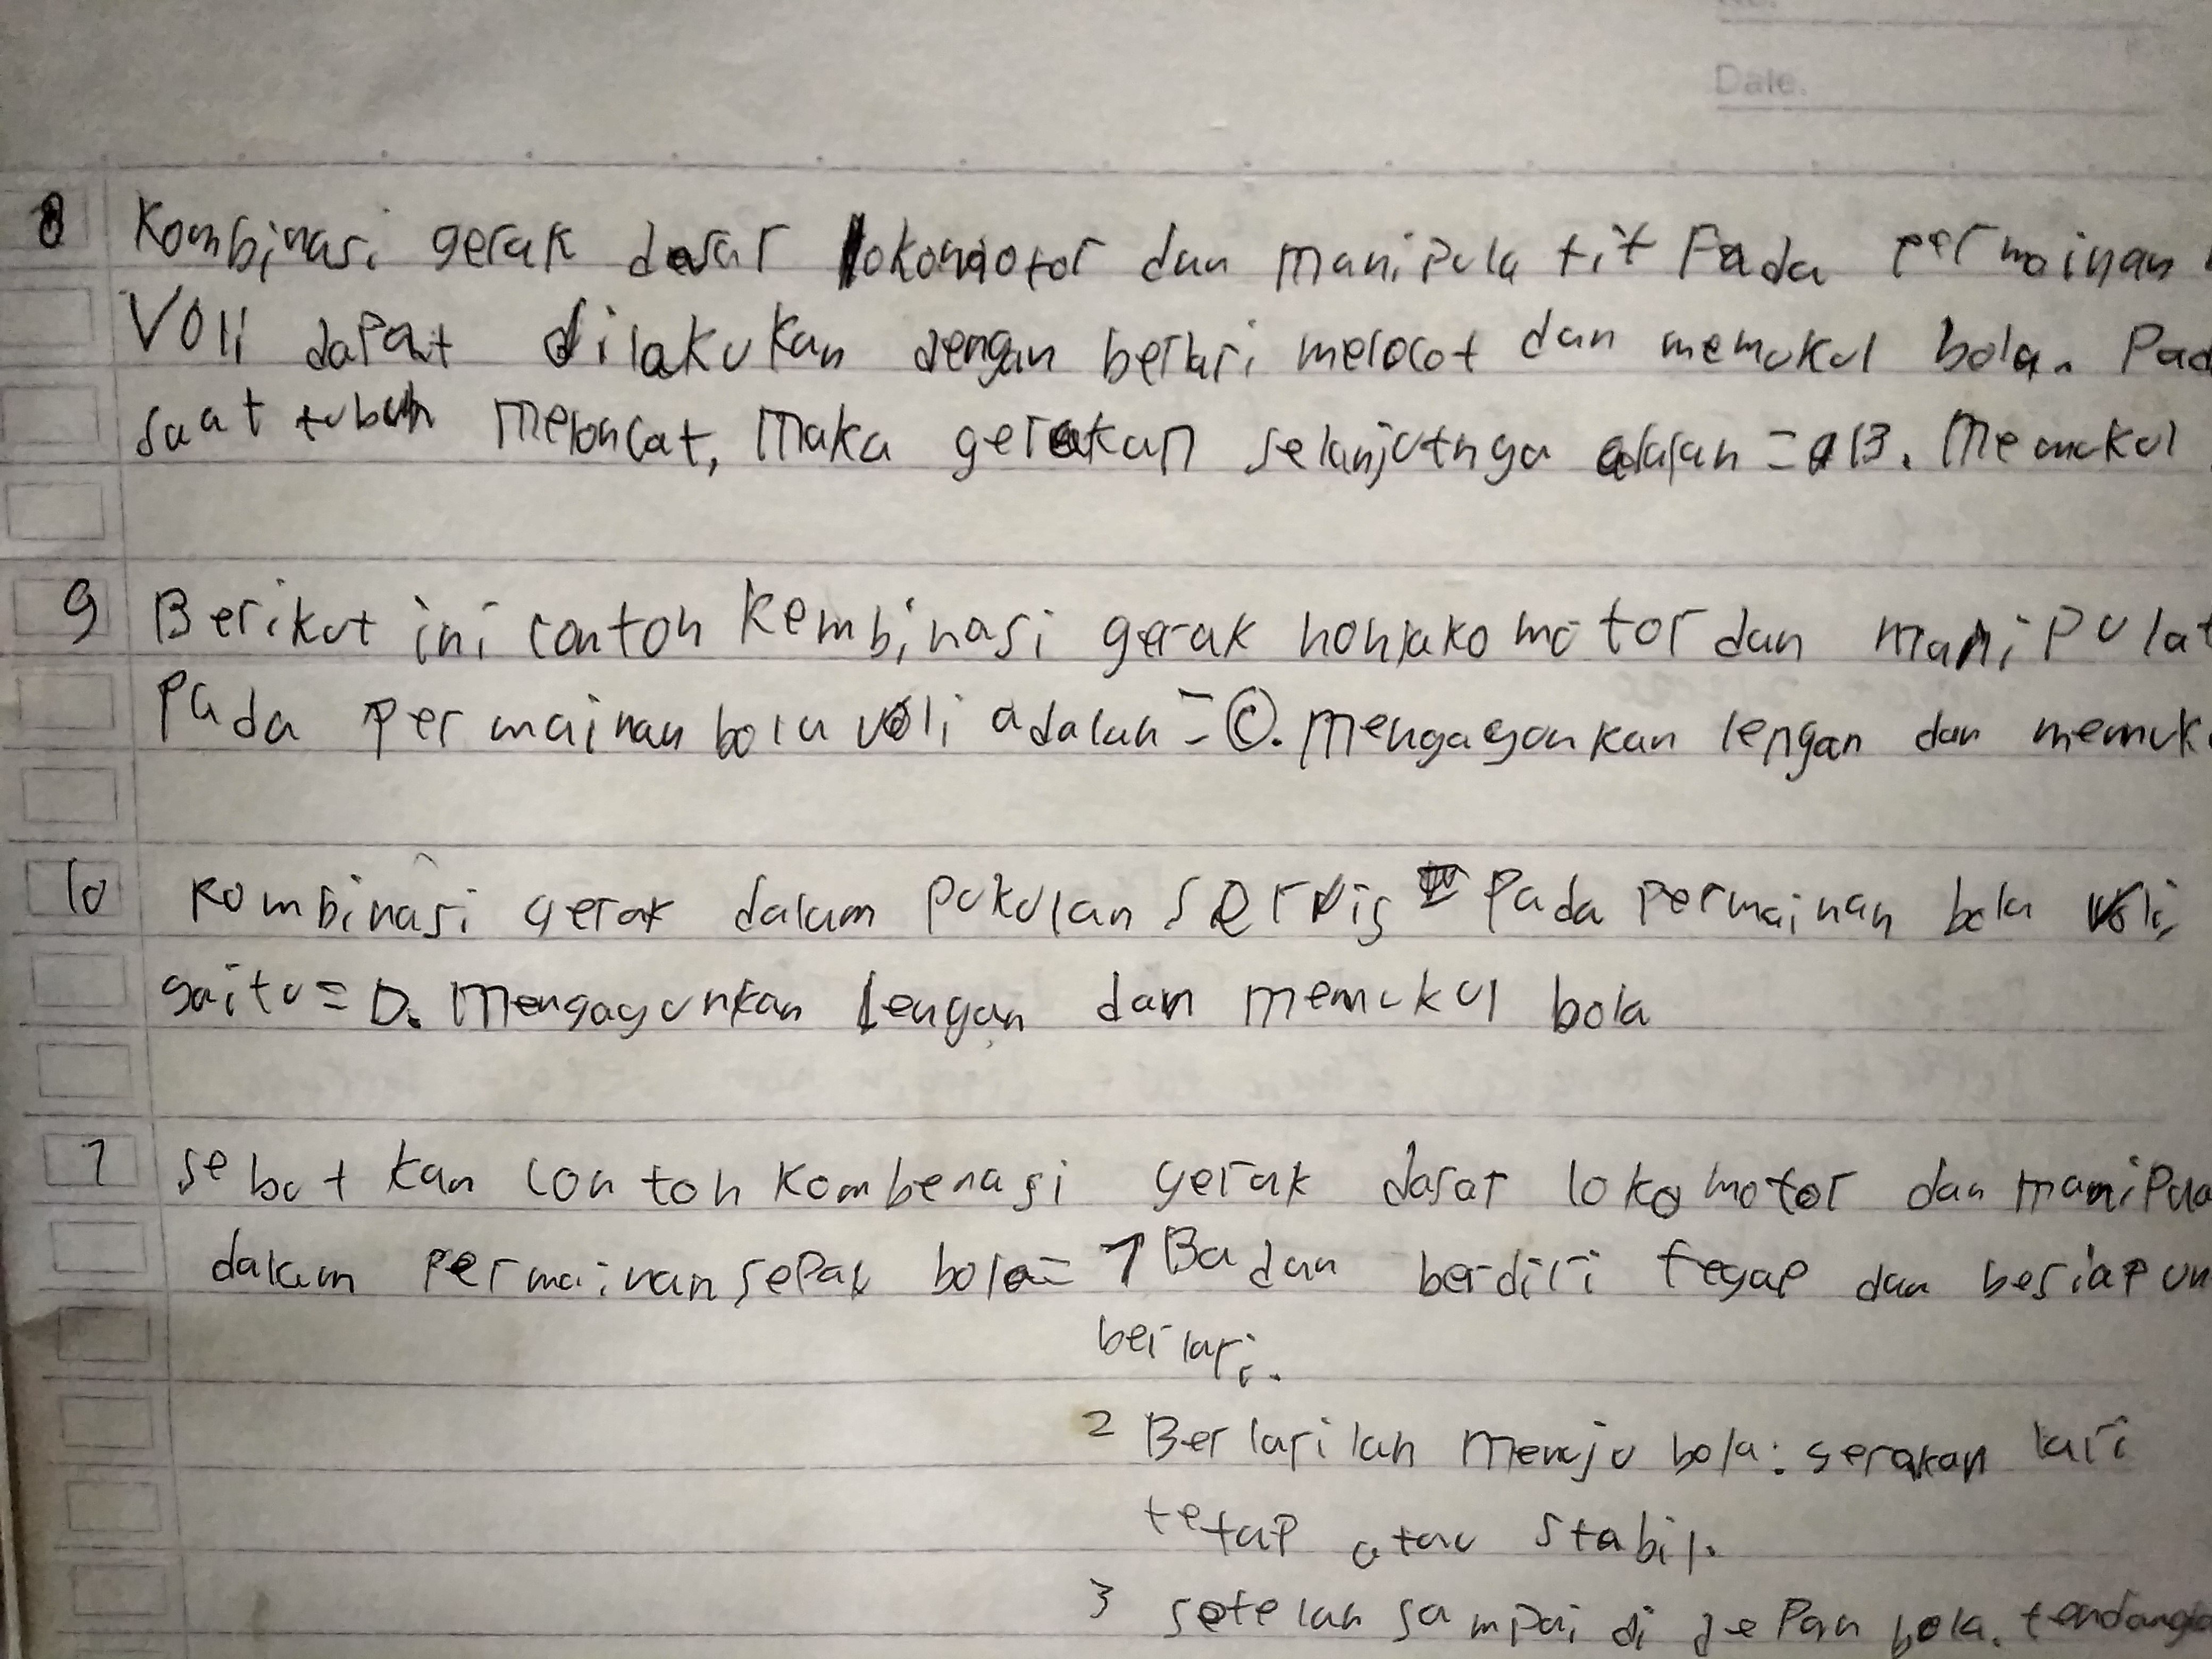 No.
Date.
8 Kombinasi gerak dasar lokomotor dan manipulatif Pada permainan
Voli dapat dilakukan dengan berlari melocot dan memukul bola. Pad
saat tubuh meloncat, maka gerakan selanjutnya adalah = B. Memukul
9 Berikut ini contoh Kembinasi gerak nonlokomotor dan manipulat
Pada permainan bola voli adalah = C. Mengayonkan lengan dan memuk
10 Kombinasi gerak dalam pukulan servis Pada permainan bola voli,
yaitu = D. Mengayunkan lengan dan memukul bola
1 sebutkan contoh kombenasi gerak dasar lokomotor dan manipula
dalam permainan sepak bola = 1 Badan berdiri tegap dan besiap un
berlari.
2 Berlarilah menuju bola: gerakan lari
tetap atau stabil.
3 setelah sampai di depan bola. tendangla